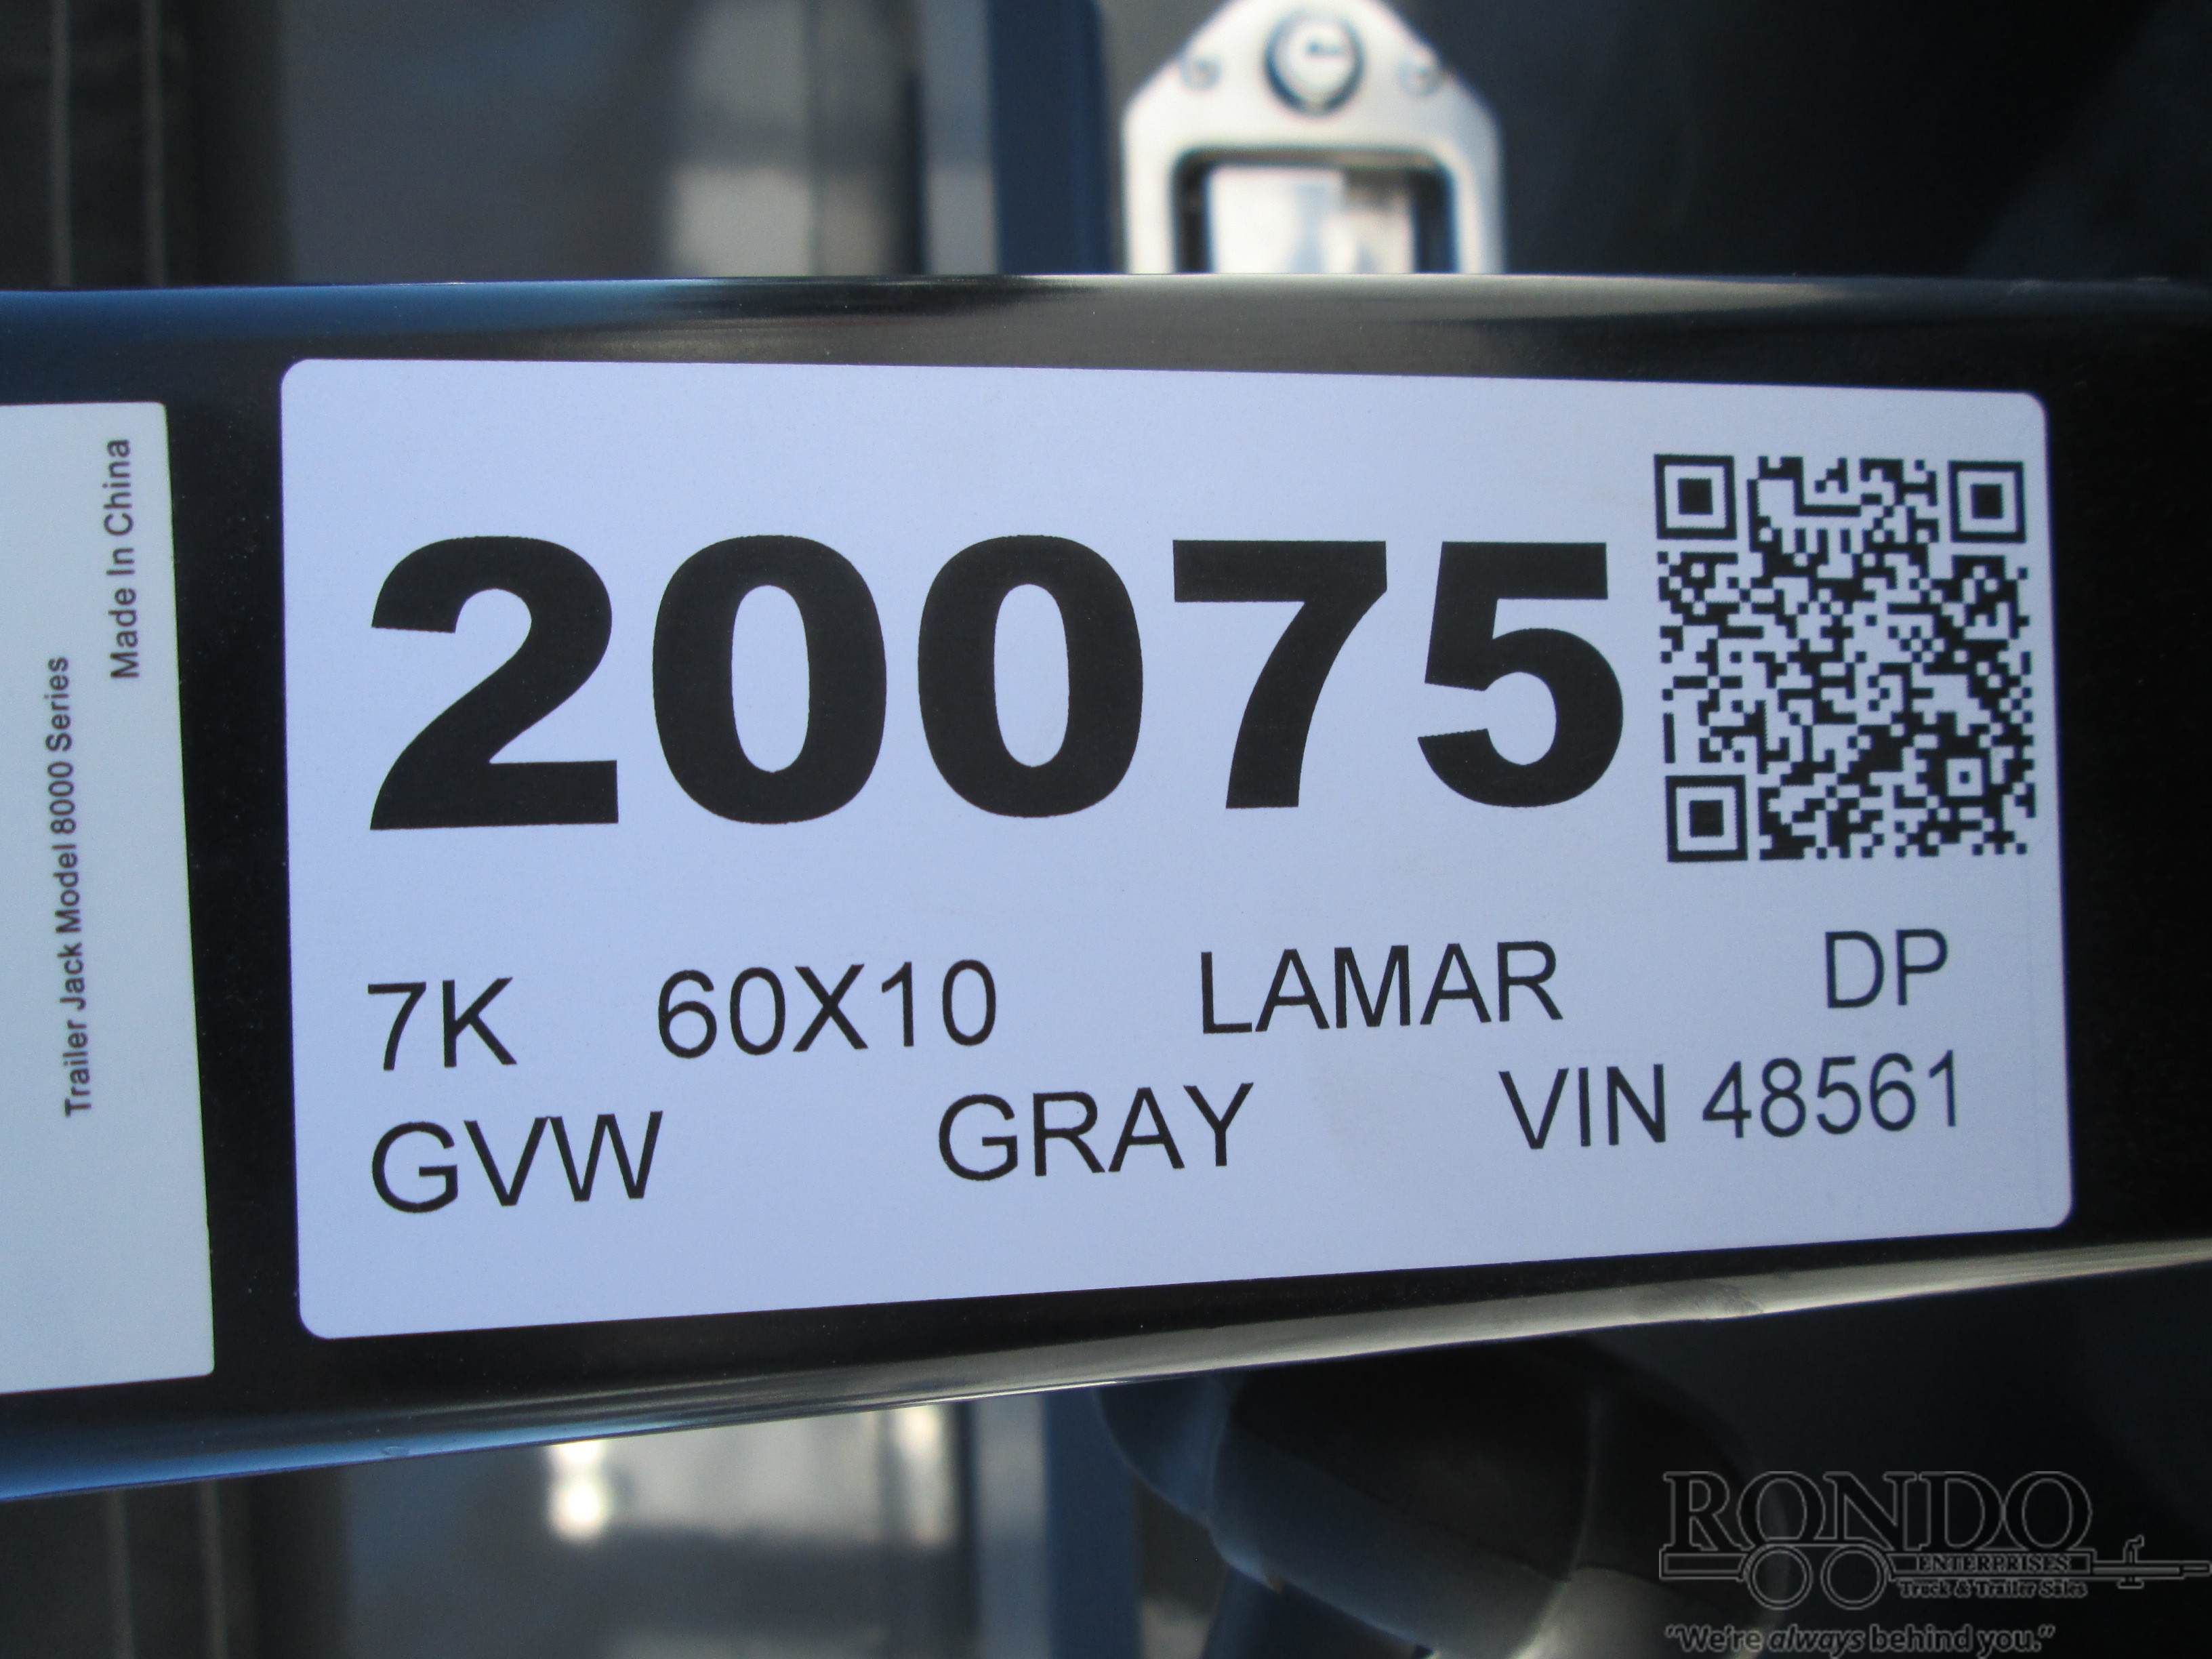 Made In China
Trailer Jack Model 8000 Series
20075
7K 60X10 LAMAR DP
GVW GRAY VIN 48561
RONDO
ENTERPRISES
Truck & Trailer Sales
"We're always behind you."